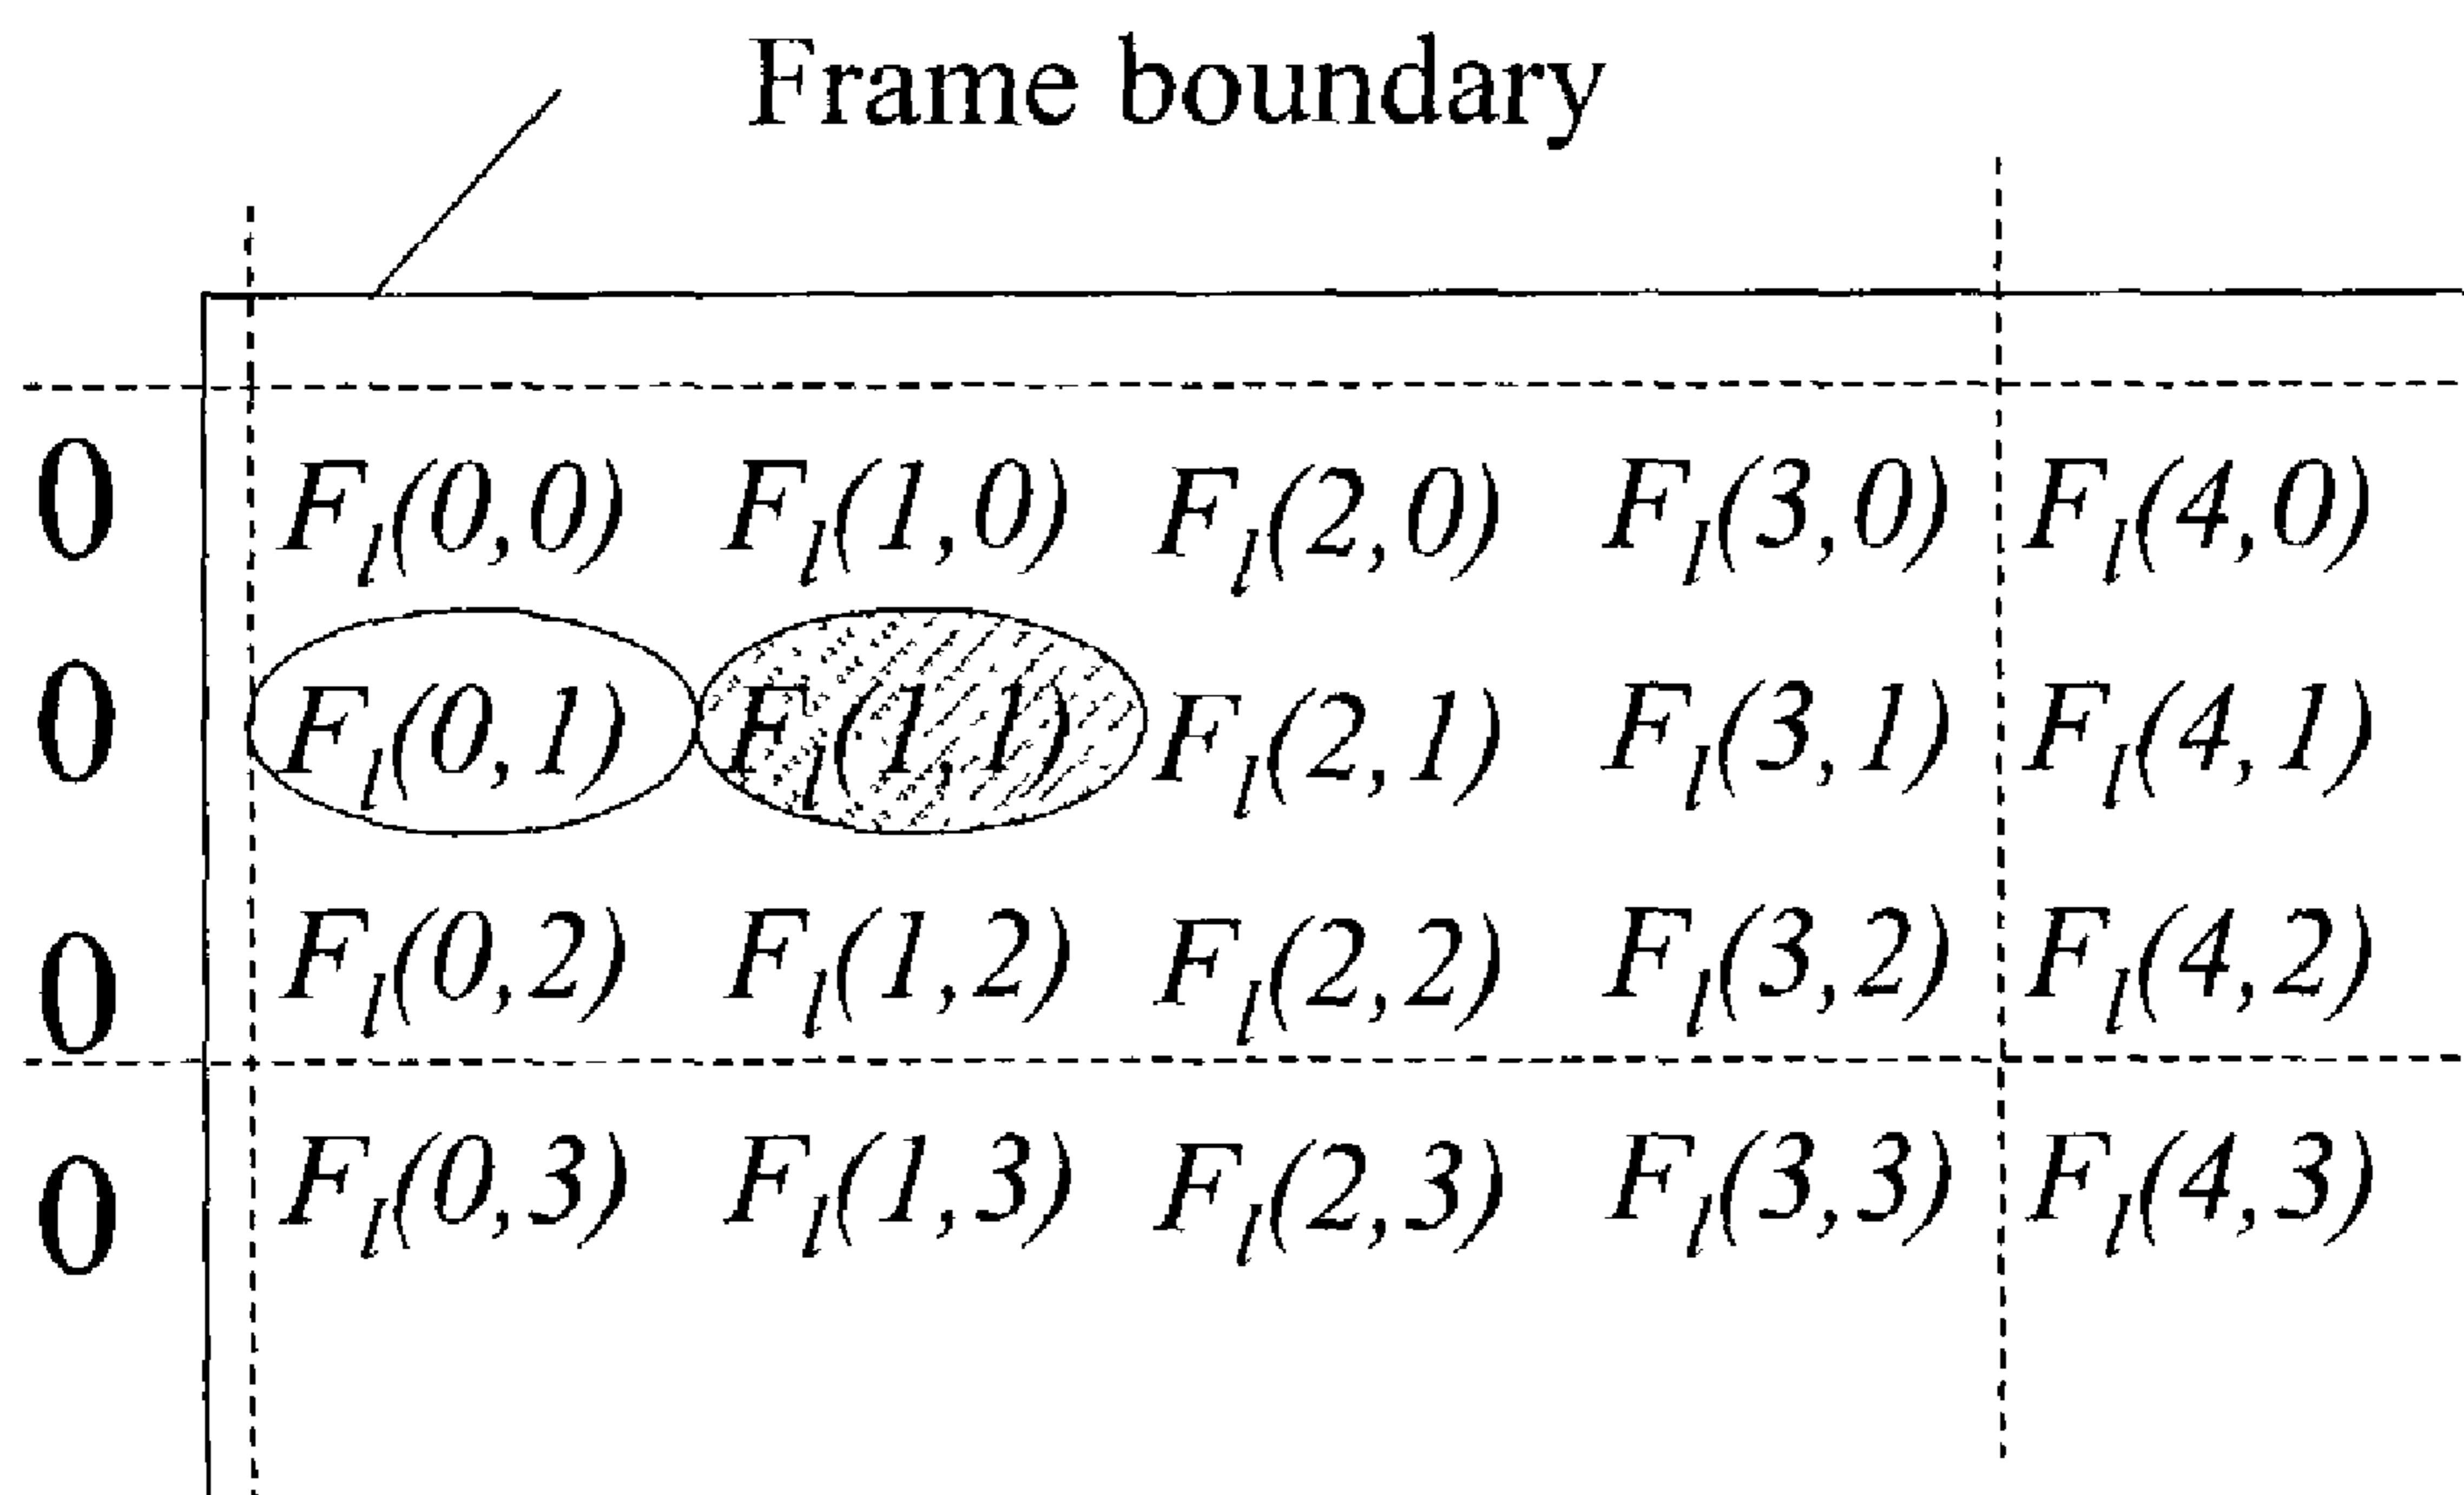 Frame boundary
0 F_l(0,0) F_l(1,0) F_l(2,0) F_l(3,0) F_l(4,0)
0 F_l(0,1) F_l(1,1) F_l(2,1) F_l(3,1) F_l(4,1)
0 F_l(0,2) F_l(1,2) F_l(2,2) F_l(3,2) F_l(4,2)
0 F_l(0,3) F_l(1,3) F_l(2,3) F_l(3,3) F_l(4,3)